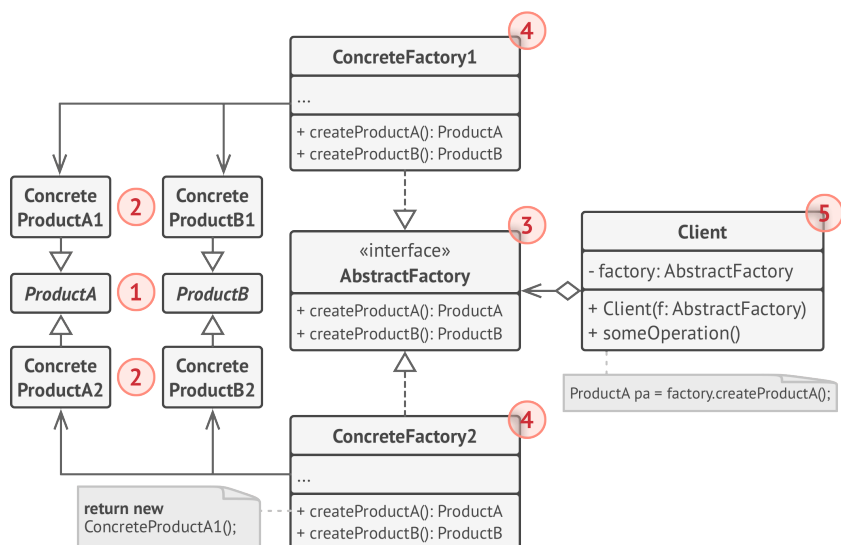 4
ConcreteFactory1
...
+ createProductA(): ProductA
+ createProductB(): ProductB
Concrete
ProductA1
2
Concrete
ProductB1
3
«interface»
AbstractFactory
+ createProductA(): ProductA
+ createProductB(): ProductB
5
Client
- factory: AbstractFactory
+ Client(f: AbstractFactory)
+ someOperation()
ProductA
1
ProductB
Concrete
ProductA2
2
Concrete
ProductB2
ProductA pa = factory.createProductA();
4
ConcreteFactory2
...
+ createProductA(): ProductA
+ createProductB(): ProductB
return new
ConcreteProductA1();